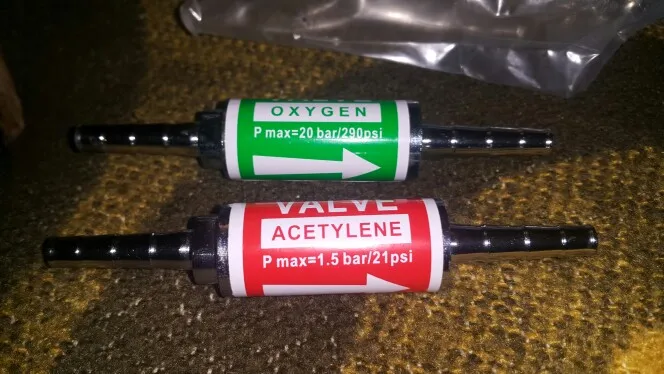 OXYGEN
P max=20 bar/290psi
VALVE
ACETYLENE
P max=1.5 bar/21psi